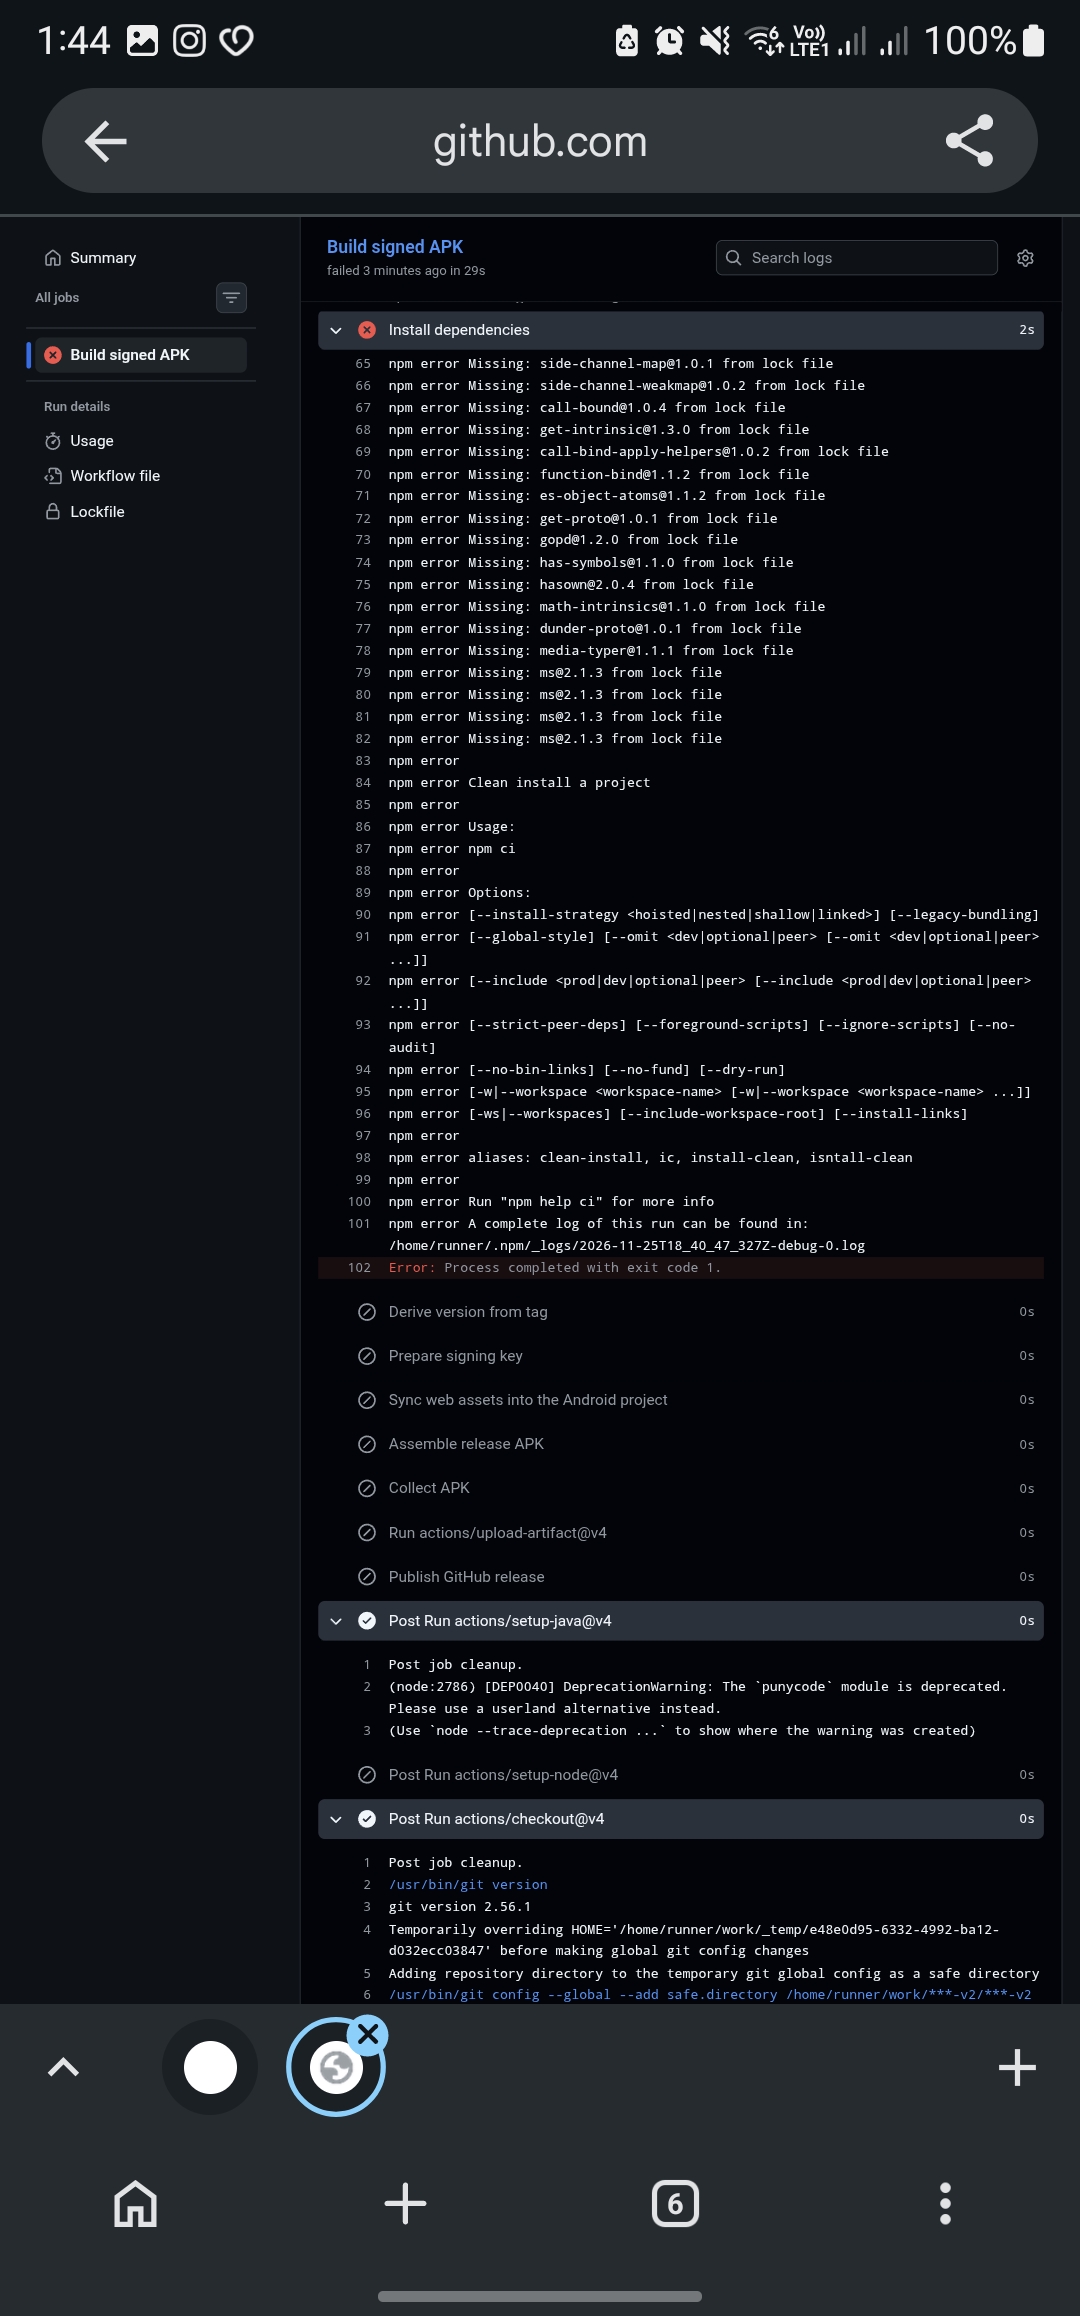 1:44
6
Vo))
LTE1
100%
github.com
Summary
All jobs
Build signed APK
Run details
Usage
Workflow file
Lockfile
Build signed APK
failed 3 minutes ago in 29s
Search logs
Install dependencies 2s
65 npm error Missing: side-channel-map@1.0.1 from lock file
66 npm error Missing: side-channel-weakmap@1.0.2 from lock file
67 npm error Missing: call-bound@1.0.4 from lock file
68 npm error Missing: get-intrinsic@1.3.0 from lock file
69 npm error Missing: call-bind-apply-helpers@1.0.2 from lock file
70 npm error Missing: function-bind@1.1.2 from lock file
71 npm error Missing: es-object-atoms@1.1.2 from lock file
72 npm error Missing: get-proto@1.0.1 from lock file
73 npm error Missing: gopd@1.2.0 from lock file
74 npm error Missing: has-symbols@1.1.0 from lock file
75 npm error Missing: hasown@2.0.4 from lock file
76 npm error Missing: math-intrinsics@1.1.0 from lock file
77 npm error Missing: dunder-proto@1.0.1 from lock file
78 npm error Missing: media-typer@1.1.1 from lock file
79 npm error Missing: ms@2.1.3 from lock file
80 npm error Missing: ms@2.1.3 from lock file
81 npm error Missing: ms@2.1.3 from lock file
82 npm error Missing: ms@2.1.3 from lock file
83 npm error
84 npm error Clean install a project
85 npm error
86 npm error Usage:
87 npm error npm ci
88 npm error
89 npm error Options:
90 npm error [--install-strategy <hoisted|nested|shallow|linked>] [--legacy-bundling]
91 npm error [--global-style] [--omit <dev|optional|peer> [--omit <dev|optional|peer>
...]]
92 npm error [--include <prod|dev|optional|peer> [--include <prod|dev|optional|peer>
...]]
93 npm error [--strict-peer-deps] [--foreground-scripts] [--ignore-scripts] [--no-
audit]
94 npm error [--no-bin-links] [--no-fund] [--dry-run]
95 npm error [-w|--workspace <workspace-name> [-w|--workspace <workspace-name> ...]]
96 npm error [-ws|--workspaces] [--include-workspace-root] [--install-links]
97 npm error
98 npm error aliases: clean-install, ic, install-clean, isntall-clean
99 npm error
100 npm error Run "npm help ci" for more info
101 npm error A complete log of this run can be found in:
/home/runner/.npm/_logs/2026-11-25T18_40_47_327Z-debug-0.log
102 Error: Process completed with exit code 1.
Derive version from tag 0s
Prepare signing key 0s
Sync web assets into the Android project 0s
Assemble release APK 0s
Collect APK 0s
Run actions/upload-artifact@v4 0s
Publish GitHub release 0s
Post Run actions/setup-java@v4 0s
1 Post job cleanup.
2 (node:2786) [DEP0040] DeprecationWarning: The `punycode` module is deprecated.
Please use a userland alternative instead.
3 (Use `node --trace-deprecation ...` to show where the warning was created)
Post Run actions/setup-node@v4 0s
Post Run actions/checkout@v4 0s
1 Post job cleanup.
2 /usr/bin/git version
3 git version 2.56.1
4 Temporarily overriding HOME='/home/runner/work/_temp/e48e0d95-6332-4992-ba12-
d032ecc03847' before making global git config changes
5 Adding repository directory to the temporary git global config as a safe directory
6 /usr/bin/git config --global --add safe.directory /home/runner/work/***-v2/***-v2
6